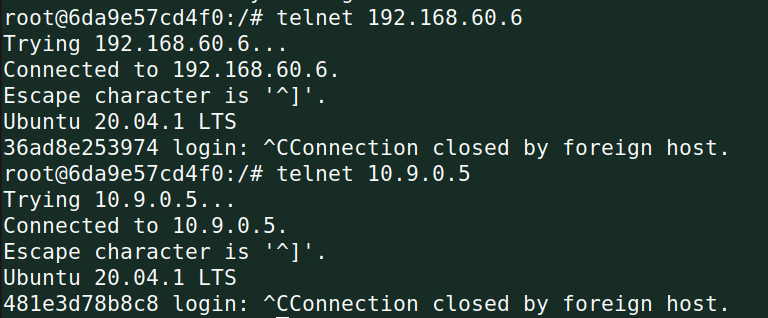 root@6da9e57cd4f0:/# telnet 192.168.60.6
Trying 192.168.60.6...
Connected to 192.168.60.6.
Escape character is '^]'.
Ubuntu 20.04.1 LTS
36ad8e253974 login: ^CConnection closed by foreign host.
root@6da9e57cd4f0:/# telnet 10.9.0.5
Trying 10.9.0.5...
Connected to 10.9.0.5.
Escape character is '^]'.
Ubuntu 20.04.1 LTS
481e3d78b8c8 login: ^CConnection closed by foreign host.